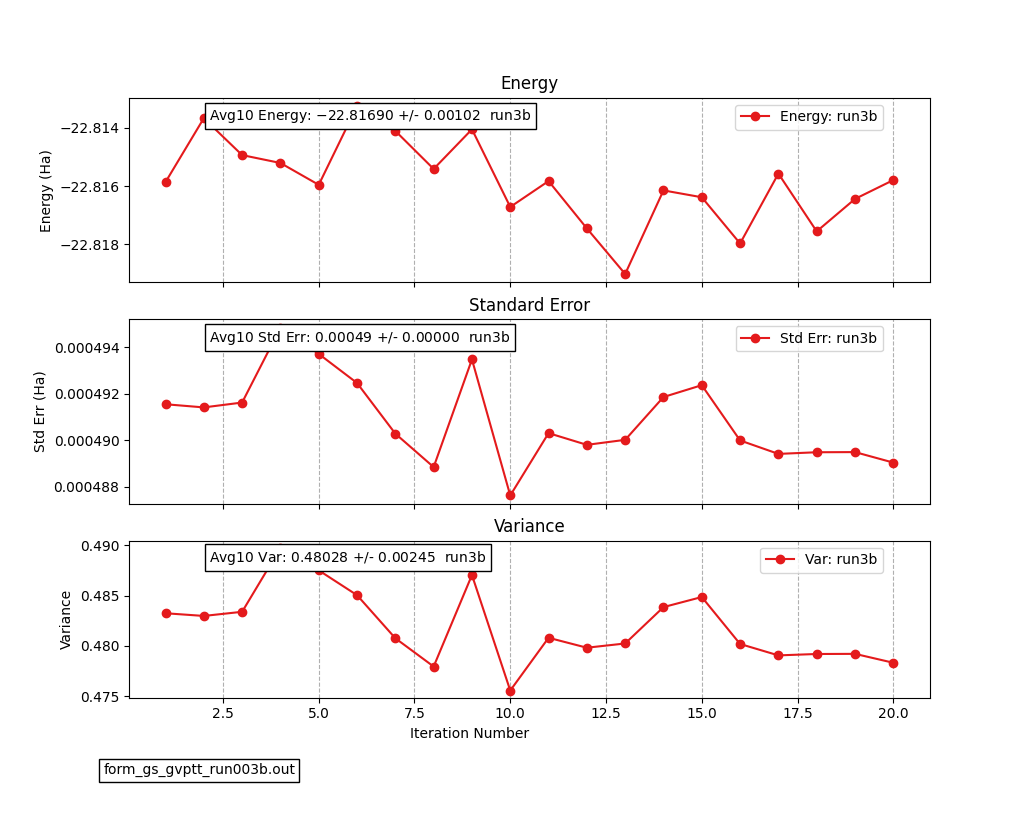 Energy
Avg10 Energy: −22.81690 +/- 0.00102  run3b
Energy: run3b
−22.814
−22.816
−22.818
Energy (Ha)
Standard Error
Avg10 Std Err: 0.00049 +/- 0.00000  run3b
Std Err: run3b
0.000494
0.000492
0.000490
0.000488
Std Err (Ha)
Variance
Avg10 Var: 0.48028 +/- 0.00245  run3b
Var: run3b
0.490
0.485
0.480
0.475
Variance
2.5 5.0 7.5 10.0 12.5 15.0 17.5 20.0
Iteration Number
form_gs_gvptt_run003b.out